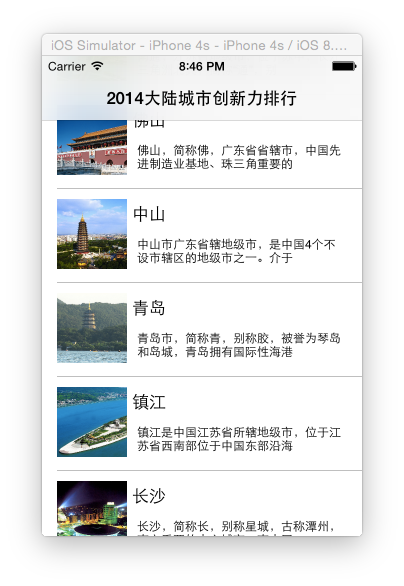 iOS Simulator - iPhone 4s - iPhone 4s / iOS 8....
Carrier 8:46 PM
2014大陆城市创新力排行
佛山
佛山，简称佛，广东省省辖市，中国先
进制造业基地、珠三角重要的
中山
中山市广东省辖地级市，是中国4个不
设市辖区的地级市之一。介于
青岛
青岛市，简称青，别称胶，被誉为琴岛
和岛城，青岛拥有国际性海港
镇江
镇江是中国江苏省所辖地级市，位于江
苏省西南部位于中国东部沿海
长沙
长沙，简称长，别称星城，古称潭州，